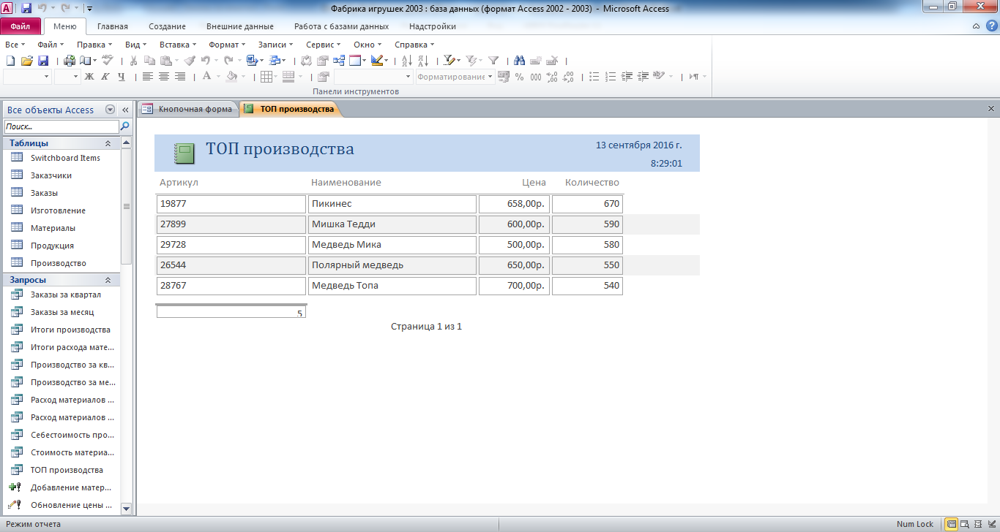 Фабрика игрушек 2003 : база данных (формат Access 2002 - 2003) - Microsoft Access
Файл Меню Главная Создание Внешние данные Работа с базами данных Надстройки
Все Файл Правка Вид Вставка Формат Записи Сервис Окно Справка
Ж К Ч Форматирование % 000
Панели инструментов
Все объекты Access
Поиск...
Таблицы
Switchboard Items
Заказчики
Заказы
Изготовление
Материалы
Продукция
Производство
Запросы
Заказы за квартал
Заказы за месяц
Итоги производства
Итоги расхода мате...
Производство за кв...
Производство за ме...
Расход материалов ...
Расход материалов ...
Себестоимость про...
Стоимость материа...
ТОП производства
Добавление матер...
Обновление цены ...
Кнопочная форма ТОП производства
ТОП производства
13 сентября 2016 г.
8:29:01
Артикул Наименование Цена Количество
19877 Пикинес 658,00р. 670
27899 Мишка Тедди 600,00р. 590
29728 Медведь Мика 500,00р. 580
26544 Полярный медведь 650,00р. 550
28767 Медведь Топа 700,00р. 540
5
Страница 1 из 1
Режим отчета Num Lock